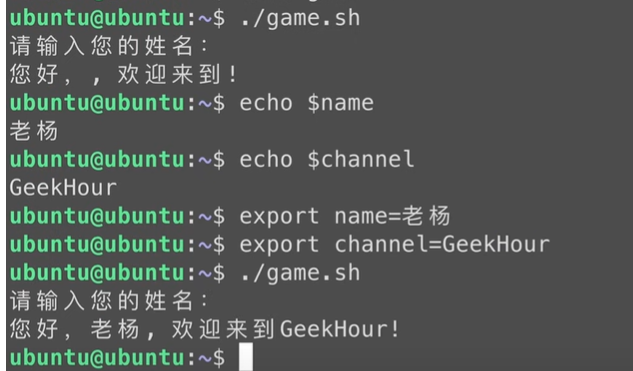 ubuntu@ubuntu:~$ ./game.sh
请输入您的姓名：
您好，，欢迎来到！
ubuntu@ubuntu:~$ echo $name
老杨
ubuntu@ubuntu:~$ echo $channel
GeekHour
ubuntu@ubuntu:~$ export name=老杨
ubuntu@ubuntu:~$ export channel=GeekHour
ubuntu@ubuntu:~$ ./game.sh
请输入您的姓名：
您好，老杨，欢迎来到GeekHour!
ubuntu@ubuntu:~$